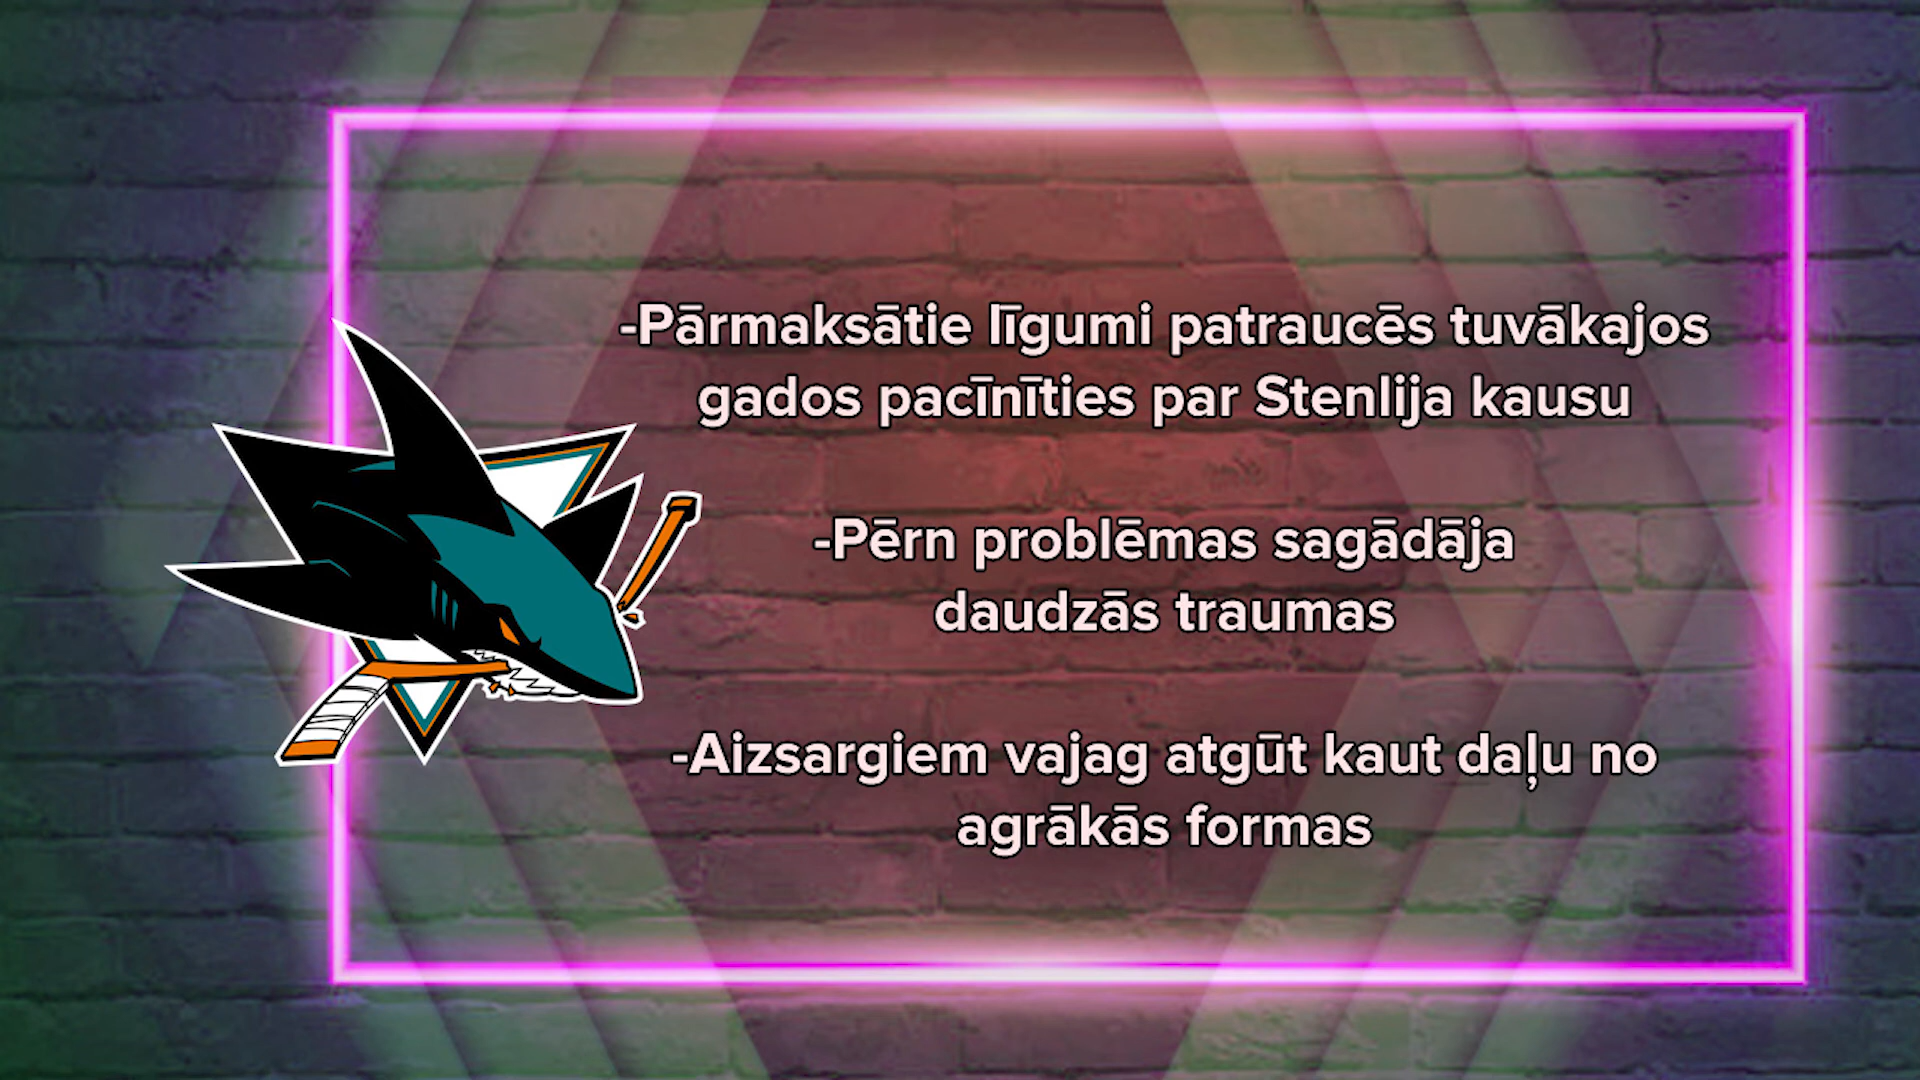 -Pārmaksātie līgumi patraucēs tuvākajos
gados pacīnīties par Stenlija kausu
-Pērn problēmas sagādāja
daudzās traumas
-Aizsargiem vajag atgūt kaut daļu no
agrākās formas